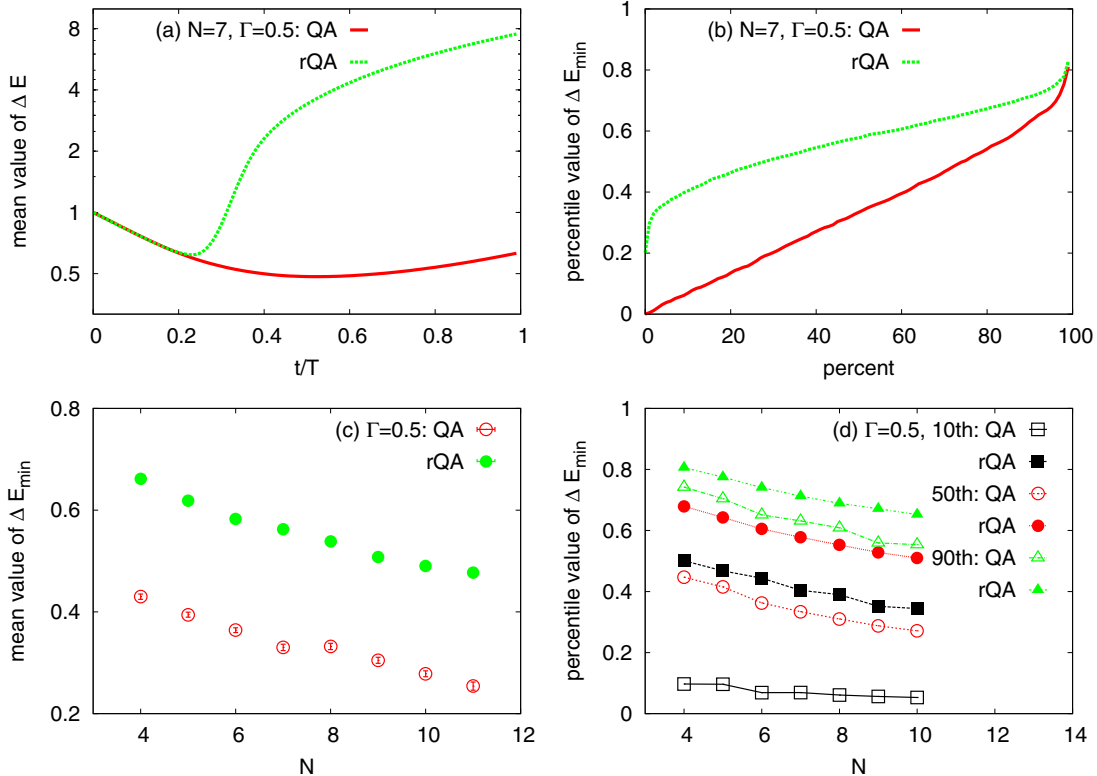 (a) N=7, Γ=0.5: QA
rQA
mean value of Δ E
8
4
2
1
0.5
0
0.2
0.4
0.6
0.8
1
t/T
(b) N=7, Γ=0.5: QA
rQA
percentile value of Δ Emin
1
0.8
0.6
0.4
0.2
0
0
20
40
60
80
100
percent
(c) Γ=0.5: QA
rQA
mean value of Δ Emin
0.8
0.6
0.4
0.2
4
6
8
10
12
N
(d) Γ=0.5, 10th: QA
rQA
50th: QA
rQA
90th: QA
rQA
percentile value of Δ Emin
1
0.8
0.6
0.4
0.2
0
4
6
8
10
12
14
N